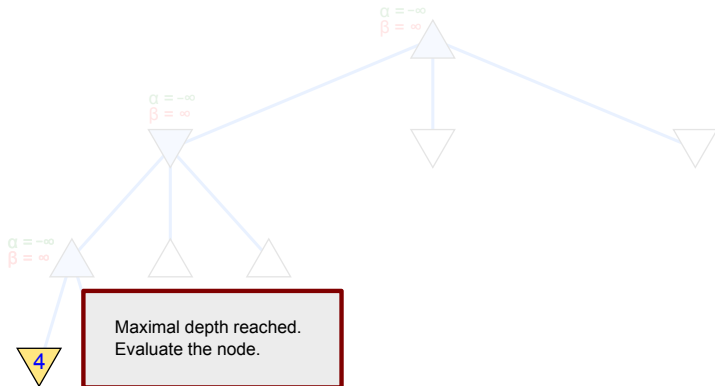 α = -∞
β = ∞
α = -∞
β = ∞
α = -∞
β = ∞
Maximal depth reached.
Evaluate the node.
4